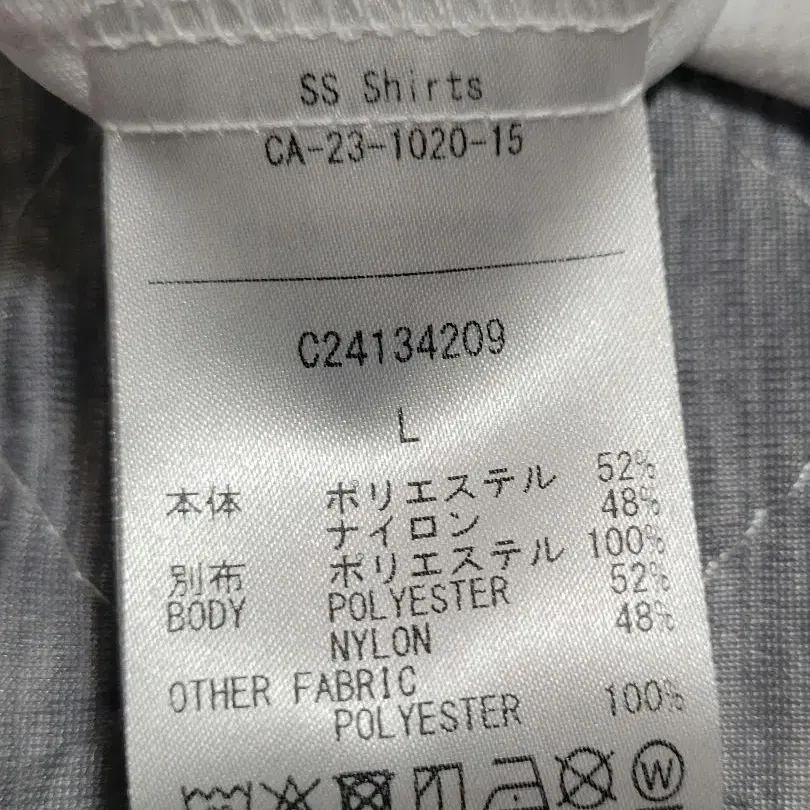 SS Shirts
CA-23-1020-15
C24134209
L
本体 ポリエステル 52%
ナイロン 48%
別布 ポリエステル 100%
BODY POLYESTER 52%
NYLON 48%
OTHER FABRIC
POLYESTER 100%
W